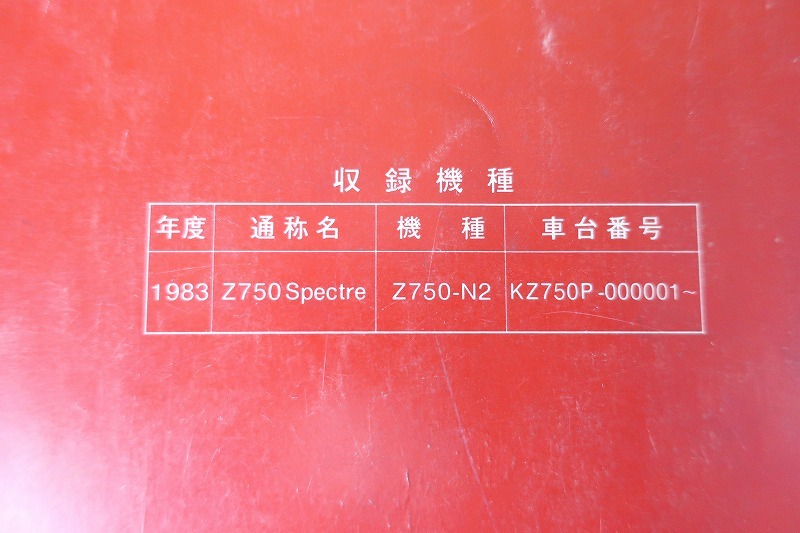 収録機種
年度 通称名 機種 車台番号
1983 Z750 Spectre Z750-N2 KZ750P-000001~